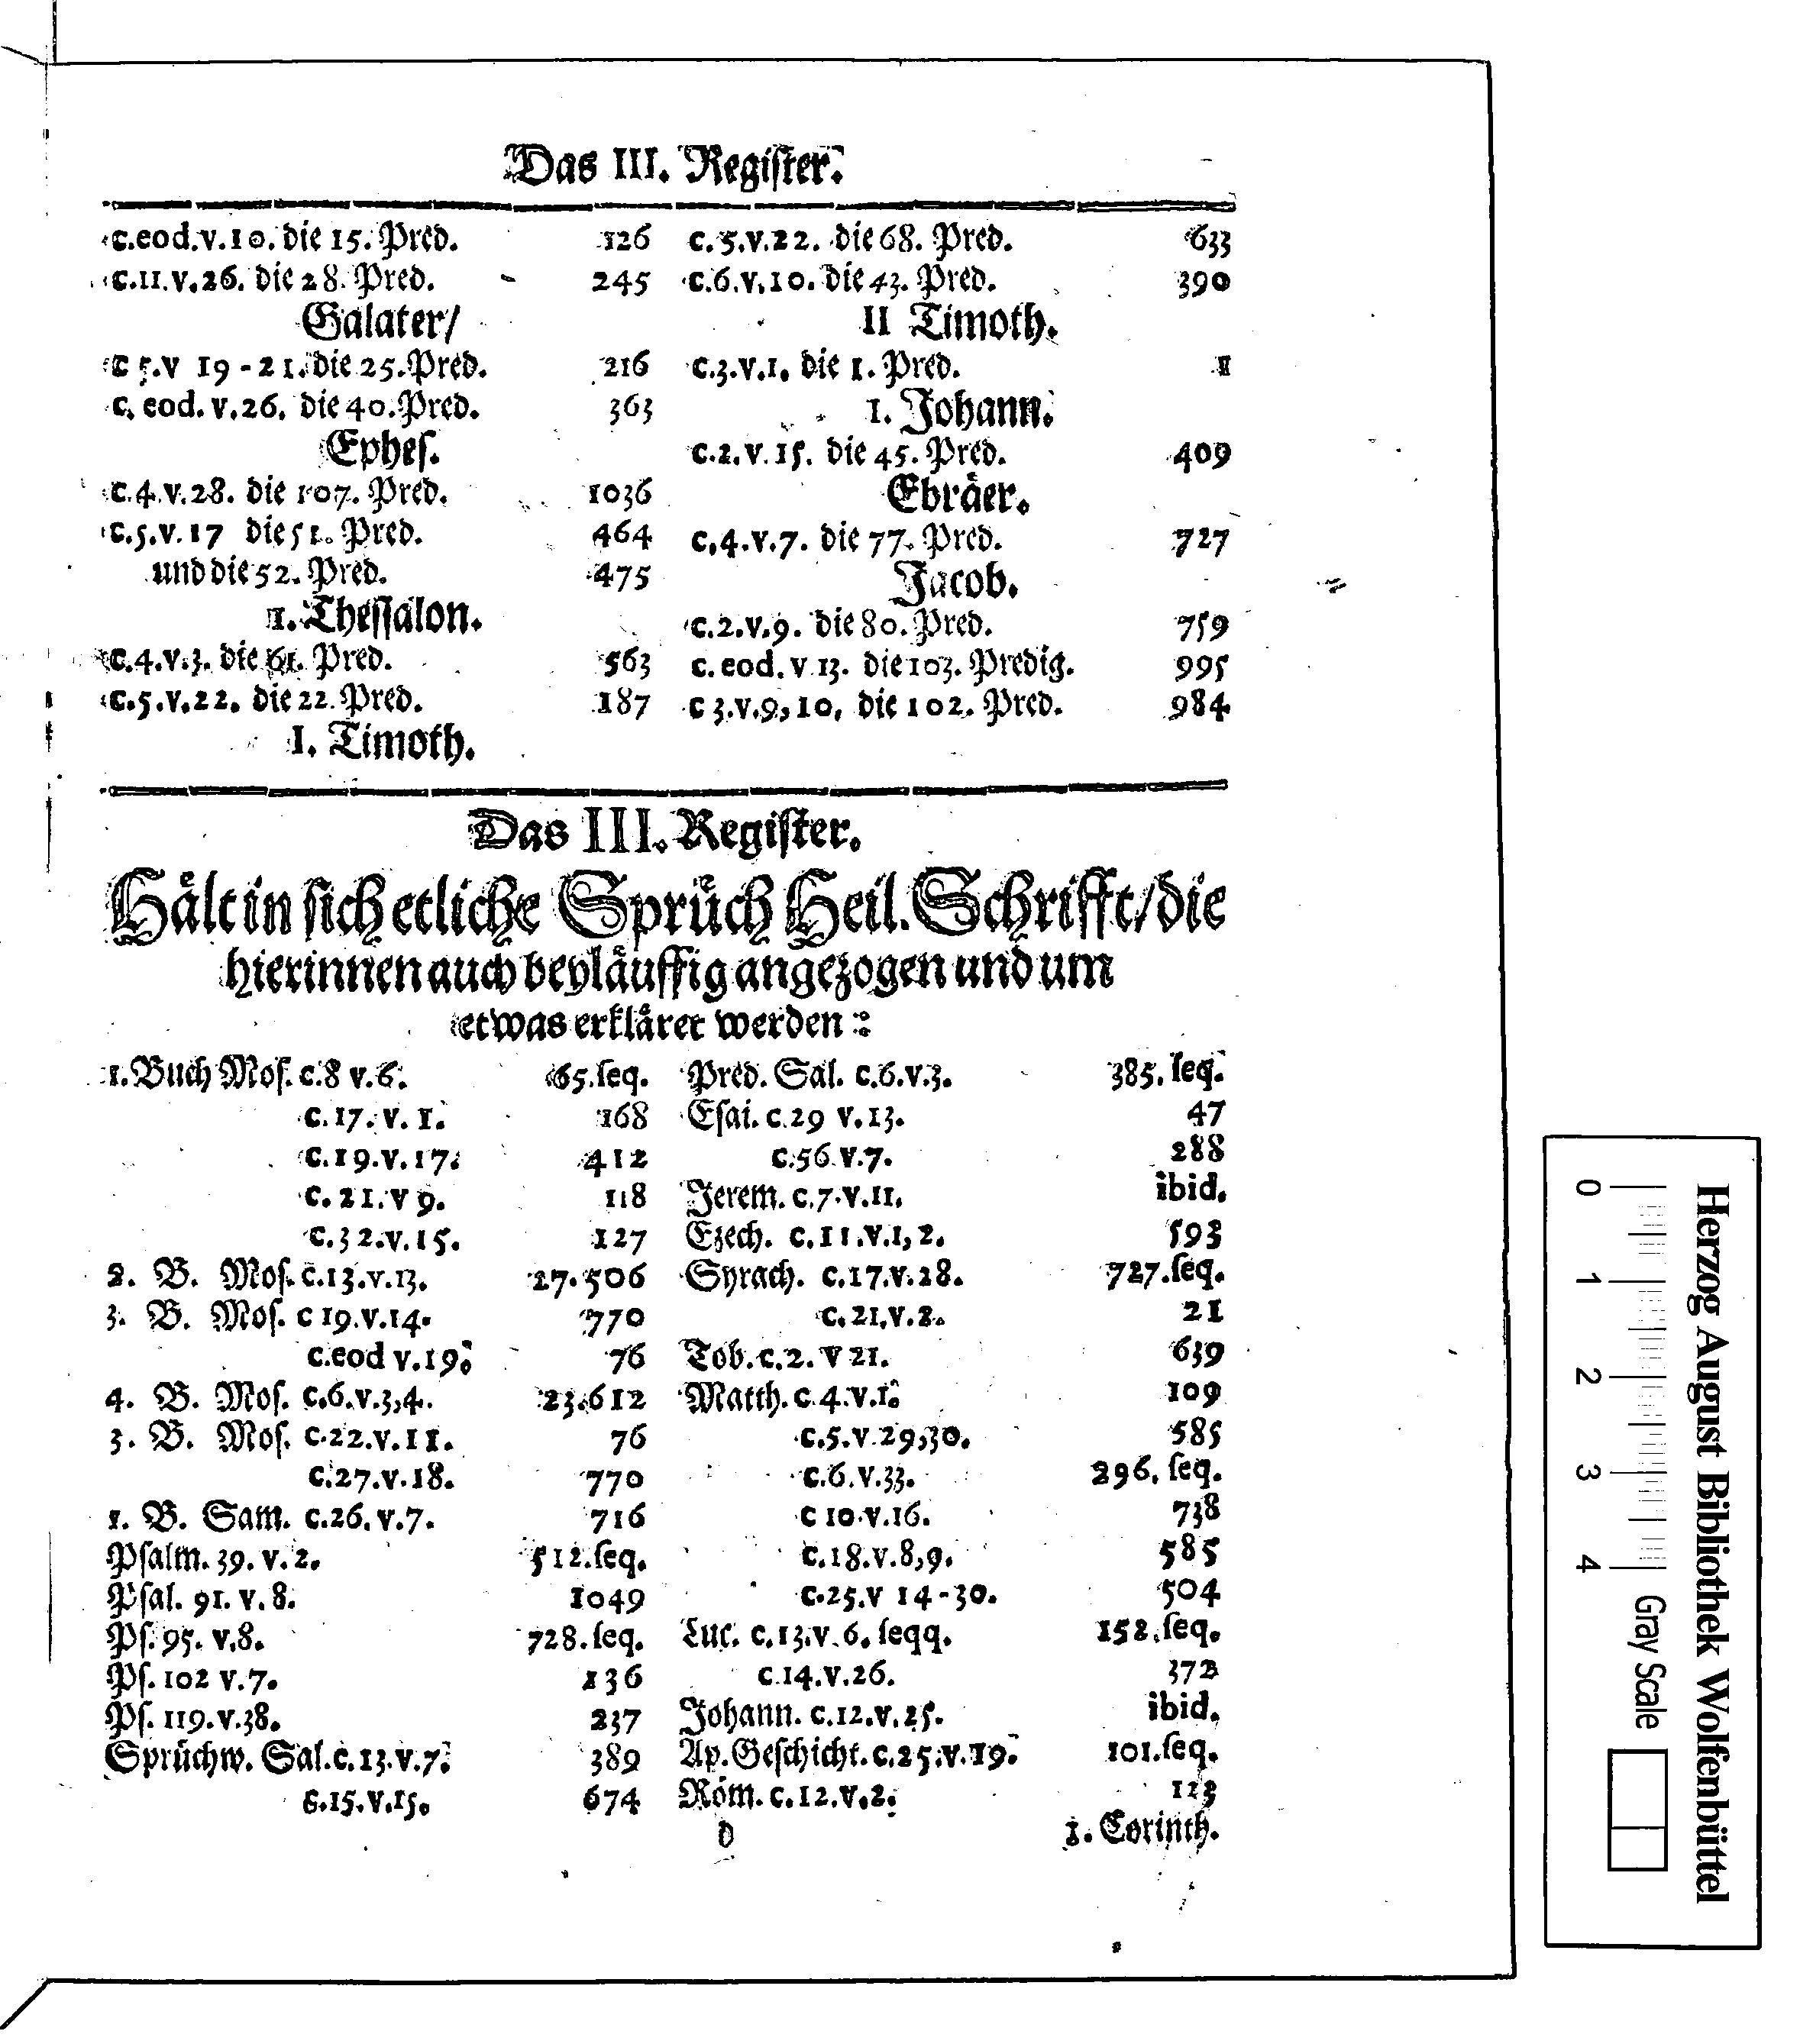 Das III. Register.
c.eod.v.10. die 15. Pred. 126
c.11.v.26. die 28. Pred. 245
Galater/
c 5.v 19-21. die 25. Pred. 216
c. eod. v.26. die 40. Pred. 363
Epheſ.
c.4.v.28. die 107. Pred. 1036
c.5.v.17 die 51. Pred. 464
und die 52. Pred. 475
1. Theſſalon.
c.4.v.3. die 61. Pred. 563
c.5.v.22. die 22. Pred. 187
I. Timoth.
c.5.v.22. die 68. Pred. 633
c.6.v.10. die 43. Pred. 390
II Timoth.
c.3.v.1. die 1. Pred. 1
1. Johann.
c.2.v.15. die 45. Pred. 409
Ebråer.
c.4.v.7. die 77. Pred. 727
Jacob.
c.2.v.9. die 80. Pred. 759
c. eod. v 13. die 103. Predig. 995
c 3.v.9,10. die 102. Pred. 984
Das III. Regiſter.
Hålt in ſich etliche Sprůch Heil. Schrifft/die
hierinnen auch beylåuffig angezogen und um
etwas erklåret werden:
1. Buch Moſ. c.8 v.6. 65.ſeq.
c.17. v. 1. 168
c.19.v.17. 412
c. 21. v 9. 118
c.32.v.15. 127
2. B. Moſ. c.13.v.13. 27.506
3. B. Moſ. c 19.v.14. 770
c.eod v.19. 76
4. B. Moſ. c.6.v.3,4. 23.612
3. B. Moſ. c.22.v.11. 76
c.27.v.18. 770
1. B. Sam. c.26.v.7. 716
Pſalm. 39. v.2. 512.ſeq.
Pſal. 91. v.8. 1049
Pſ. 95. v.8. 728.ſeq.
Pſ. 102 v.7. 136
Pſ. 119.v.38. 237
Sprůchw. Sal.c.13.v.7. 389
c.15.v.15. 674
Pred. Sal. c.6.v.3. 385.ſeq.
Eſai. c.29 v.13. 47
c.56.v.7. 288
Jerem. c.7.v.11. ibid.
Ezech. c.11.v.1,2. 593
Syrach. c.17.v.28. 727.ſeq.
c.21.v.2. 21
Tob. c.2. v 21. 639
Matth. c.4.v.1. 109
c.5.v 29,30. 585
c.6.v.33. 296.ſeq.
c 10.v.16. 738
c.18.v.8,9. 585
c.25.v 14-30. 504
Luc. c.13.v.6.ſeqq. 152.ſeq.
c.14.v.26. 372
Johann. c.12.v.25. ibid.
Ap.Geſchicht.c.25.v.19. 101.ſeq.
Röm. c.12.v.2. 123
d 1. Corinth.
Herzog August Bibliothek Wolfenbüttel
0 1 2 3 4 Gray Scale